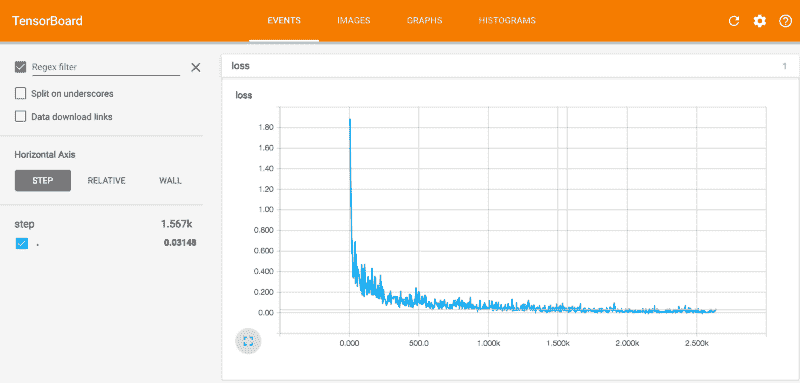 TensorBoard
EVENTS IMAGES GRAPHS HISTOGRAMS
Regex filter
Split on underscores
Data download links
Horizontal Axis
STEP RELATIVE WALL
step 1.567k
. 0.03148
loss 1
loss
1.80
1.60
1.40
1.20
1.00
0.800
0.600
0.400
0.200
0.00
0.000 500.0 1.000k 1.500k 2.000k 2.500k